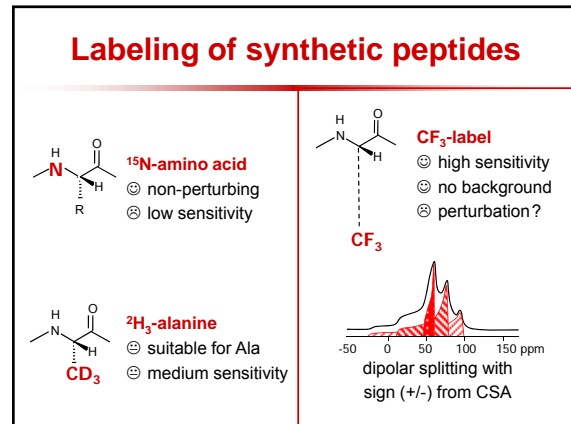 Labeling of synthetic peptides
H
N
O
H
R
¹⁵N-amino acid
☺ non-perturbing
☹ low sensitivity
H
N
O
H
CD₃
²H₃-alanine
😐 suitable for Ala
😐 medium sensitivity
H
N
O
H
CF₃
CF₃-label
☺ high sensitivity
☺ no background
☹ perturbation?
-50 0 50 100 150 ppm
dipolar splitting with
sign (+/-) from CSA